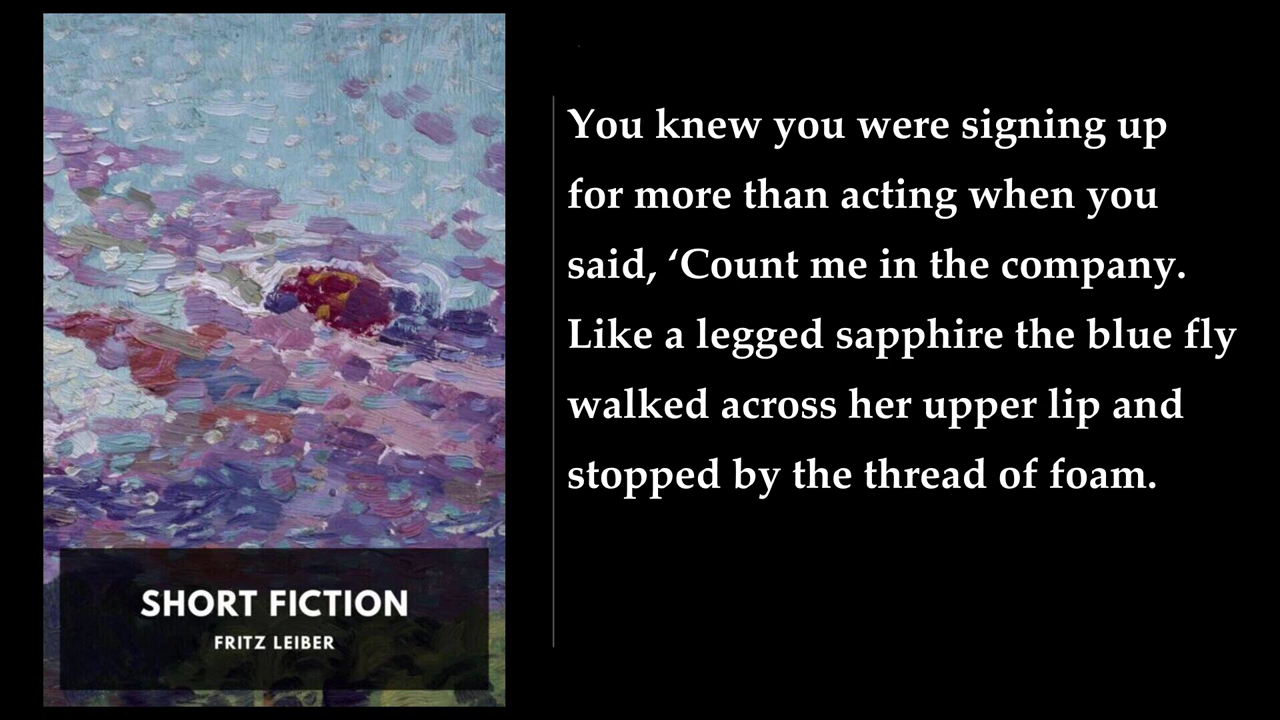 You knew you were signing up
for more than acting when you
said, ‘Count me in the company.
Like a legged sapphire the blue fly
walked across her upper lip and
stopped by the thread of foam.
SHORT FICTION
FRITZ LEIBER